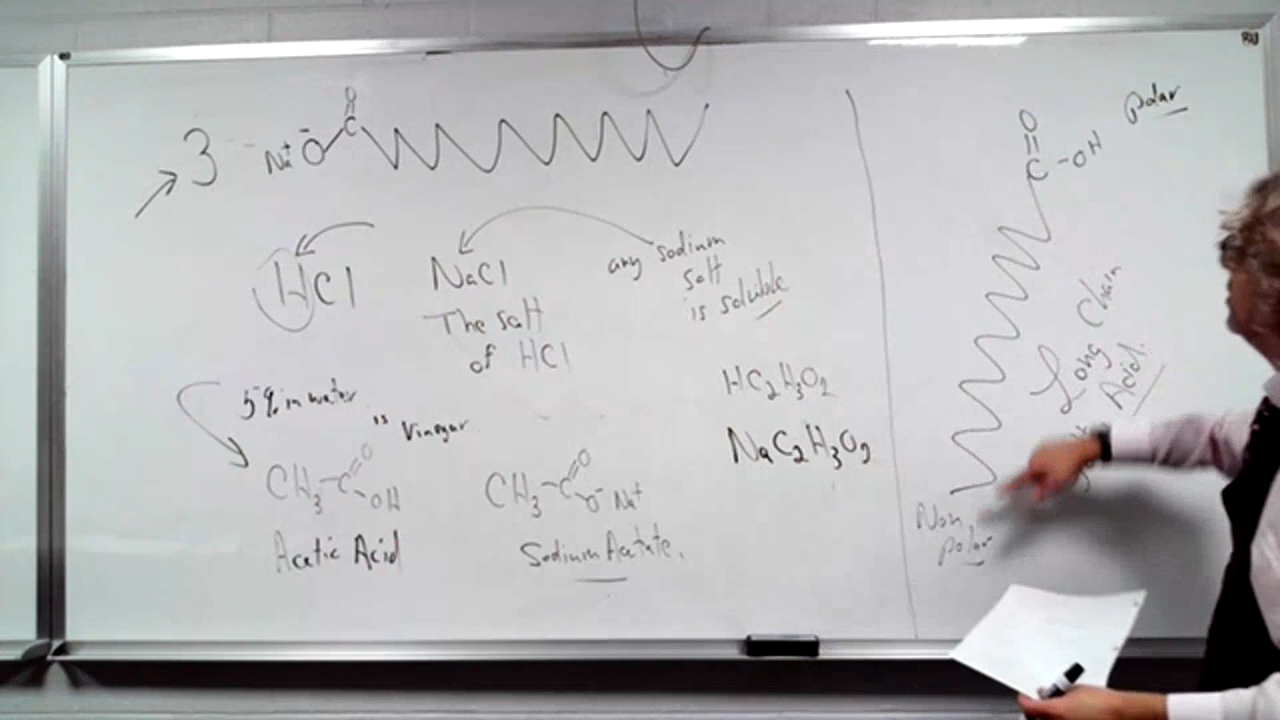 → 3 Na⁺ ⁻O C O
HCl
NaCl
The salt
of HCl
any sodium
salt
is soluble
5% in water
is Vinegar
CH₃-C=O
OH
Acetic Acid
CH₃-C=O
O⁻ Na⁺
Sodium Acetate.
HC₂H₃O₂
NaC₂H₃O₂
Polar
O
C-OH
Long Chain
Acid.
Non
polar
RU